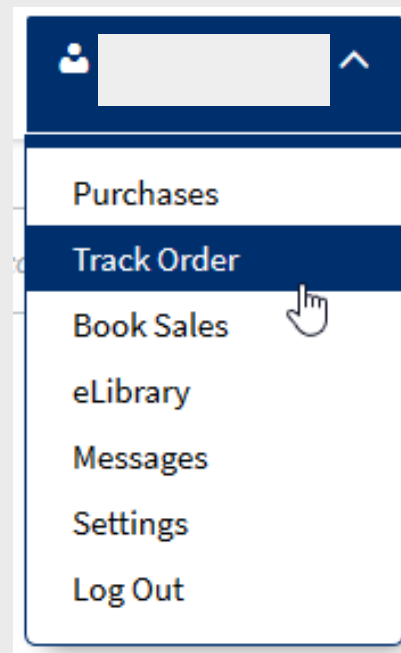 Purchases
Track Order
Book Sales
eLibrary
Messages
Settings
Log Out